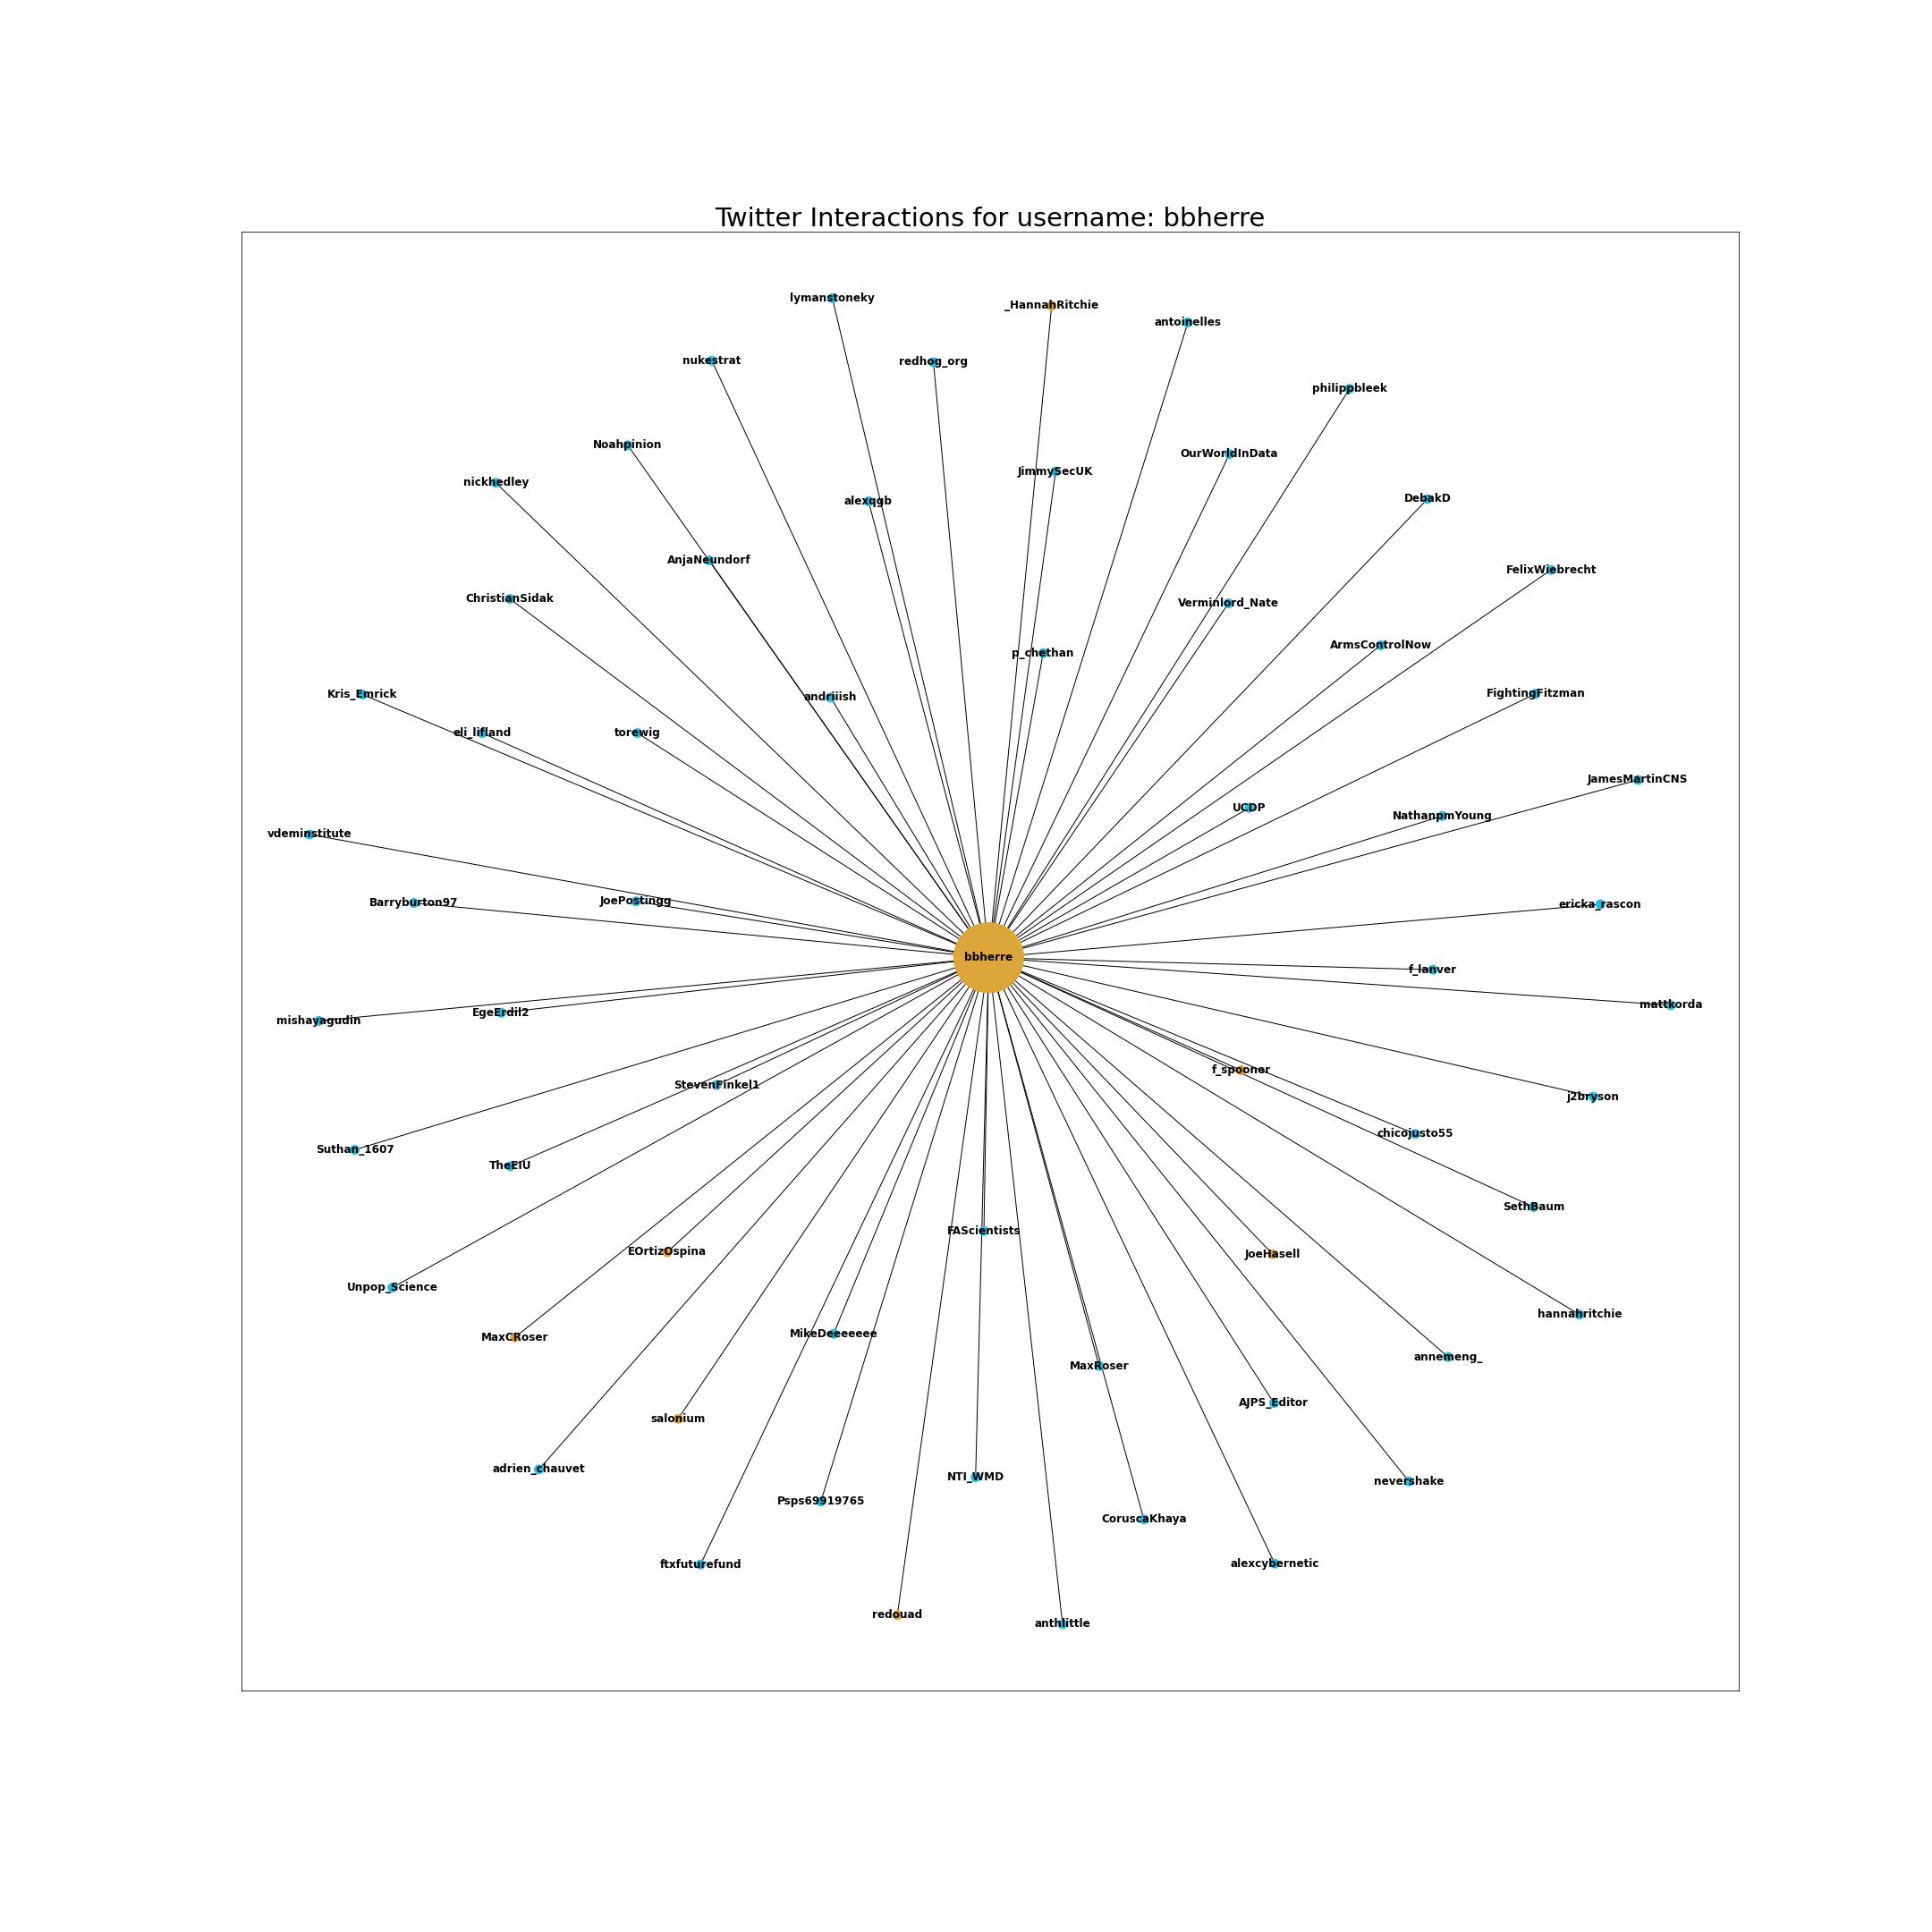 Twitter Interactions for username: bbherre
lymanstoneky
_HannahRitchie
antoinelles
nukestrat
redhog_org
philippbleek
Noahpinion
OurWorldInData
JimmySecUK
nickhedley
alexqgb
DebakD
AnjaNeundorf
FelixWiebrecht
ChristianSidak
Verminlord_Nate
ArmsControlNow
p_chethan
Kris_Emrick
andriiish
FightingFitzman
eli_lifland
torewig
JamesMartinCNS
UCDP
NathanpmYoung
vdeminstitute
Barryburton97
JoePostingg
ericka_rascon
bbherre
f_lanver
mattkorda
EgeErdil2
mishayagudin
f_spooner
StevenFinkel1
j2bryson
chicojusto55
Suthan_1607
TheEIU
SethBaum
FAScientists
EOrtizOspina
JoeHasell
Unpop_Science
hannahritchie
MaxCRoser
MikeDeeeeeee
annemeng_
MaxRoser
AJPS_Editor
salonium
adrien_chauvet
NTI_WMD
nevershake
Psps69919765
CoruscaKhaya
ftxfuturefund
alexcybernetic
redouad
anthlittle